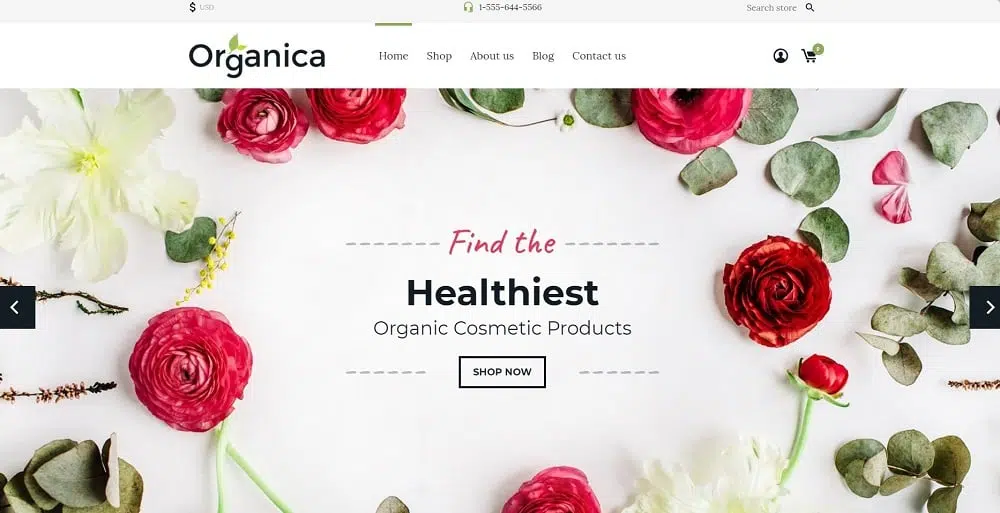 $ USD
1-555-644-5566
Search store
Organica
Home Shop About us Blog Contact us
Find the
Healthiest
Organic Cosmetic Products
SHOP NOW